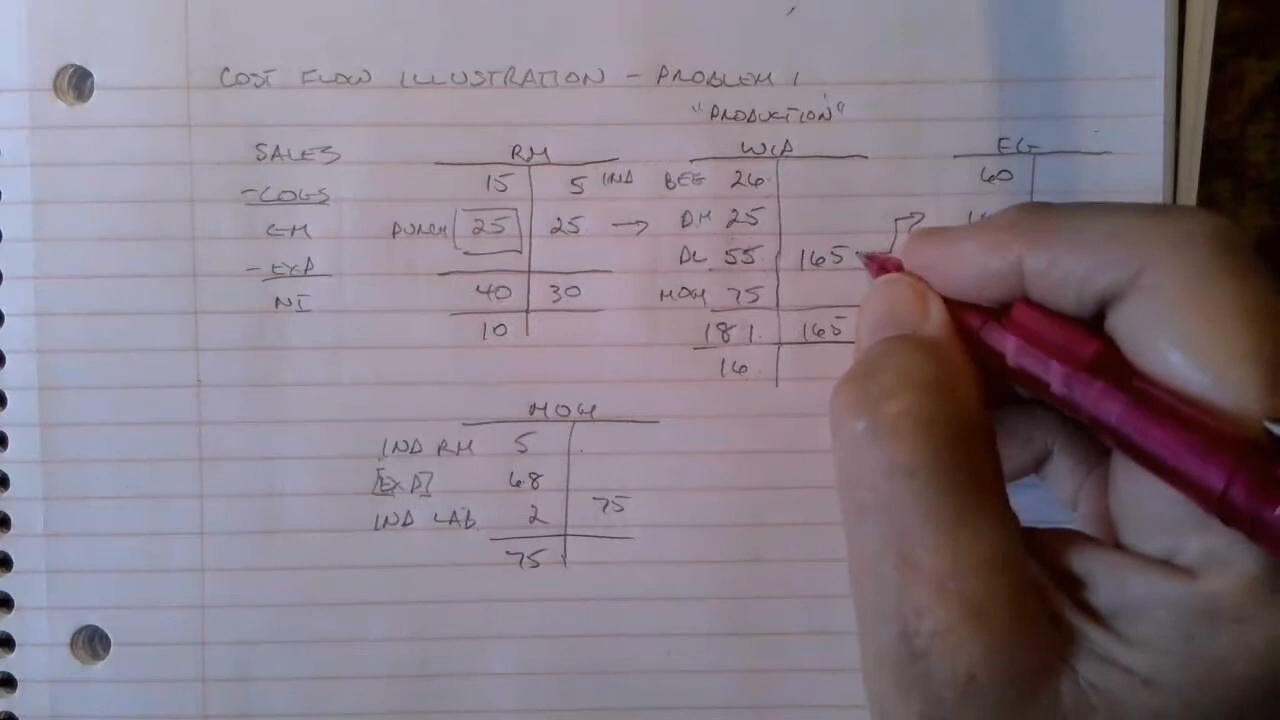 COST FLOW ILLUSTRATION - PROBLEM 1
"PRODUCTION"
SALES RM WIP FG
15 5 IND BEG 26 60
-COGS
GM PURCH 25 25 → DM 25
-EXP DL 55 165
NI 40 30 MOH 75
10 181 165
16
MOH
IND RM 5
[EXP] 68
IND LAB 2 75
75